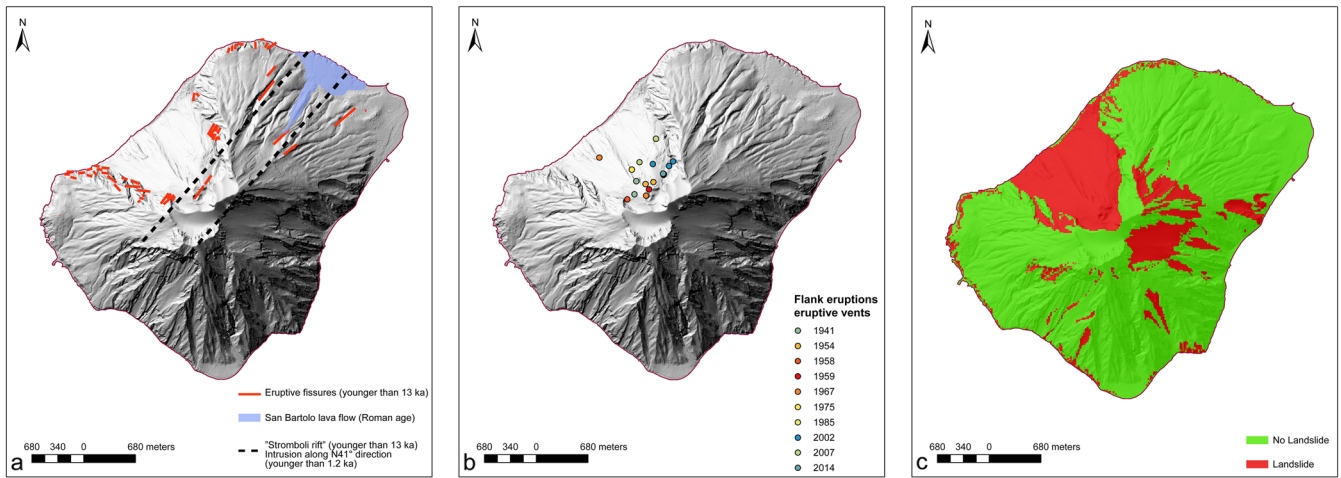 N
Eruptive fissures (younger than 13 ka)
San Bartolo lava flow (Roman age)
"Stromboli rift" (younger than 13 ka)
Intrusion along N41° direction
(younger than 1.2 ka)
680 340 0 680 meters
a
N
Flank eruptions
eruptive vents
1941
1954
1958
1959
1967
1975
1985
2002
2007
2014
680 340 0 680 meters
b
N
No Landslide
Landslide
680 340 0 680 meters
c